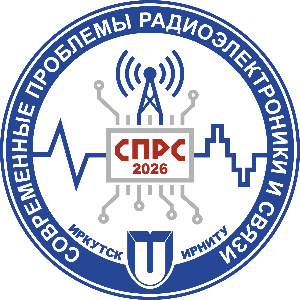 СОВРЕМЕННЫЕ ПРОБЛЕМЫ РАДИОЭЛЕКТРОНИКИ И СВЯЗИ
СПРС
2026
ИРКУТСК ИРНИТУ